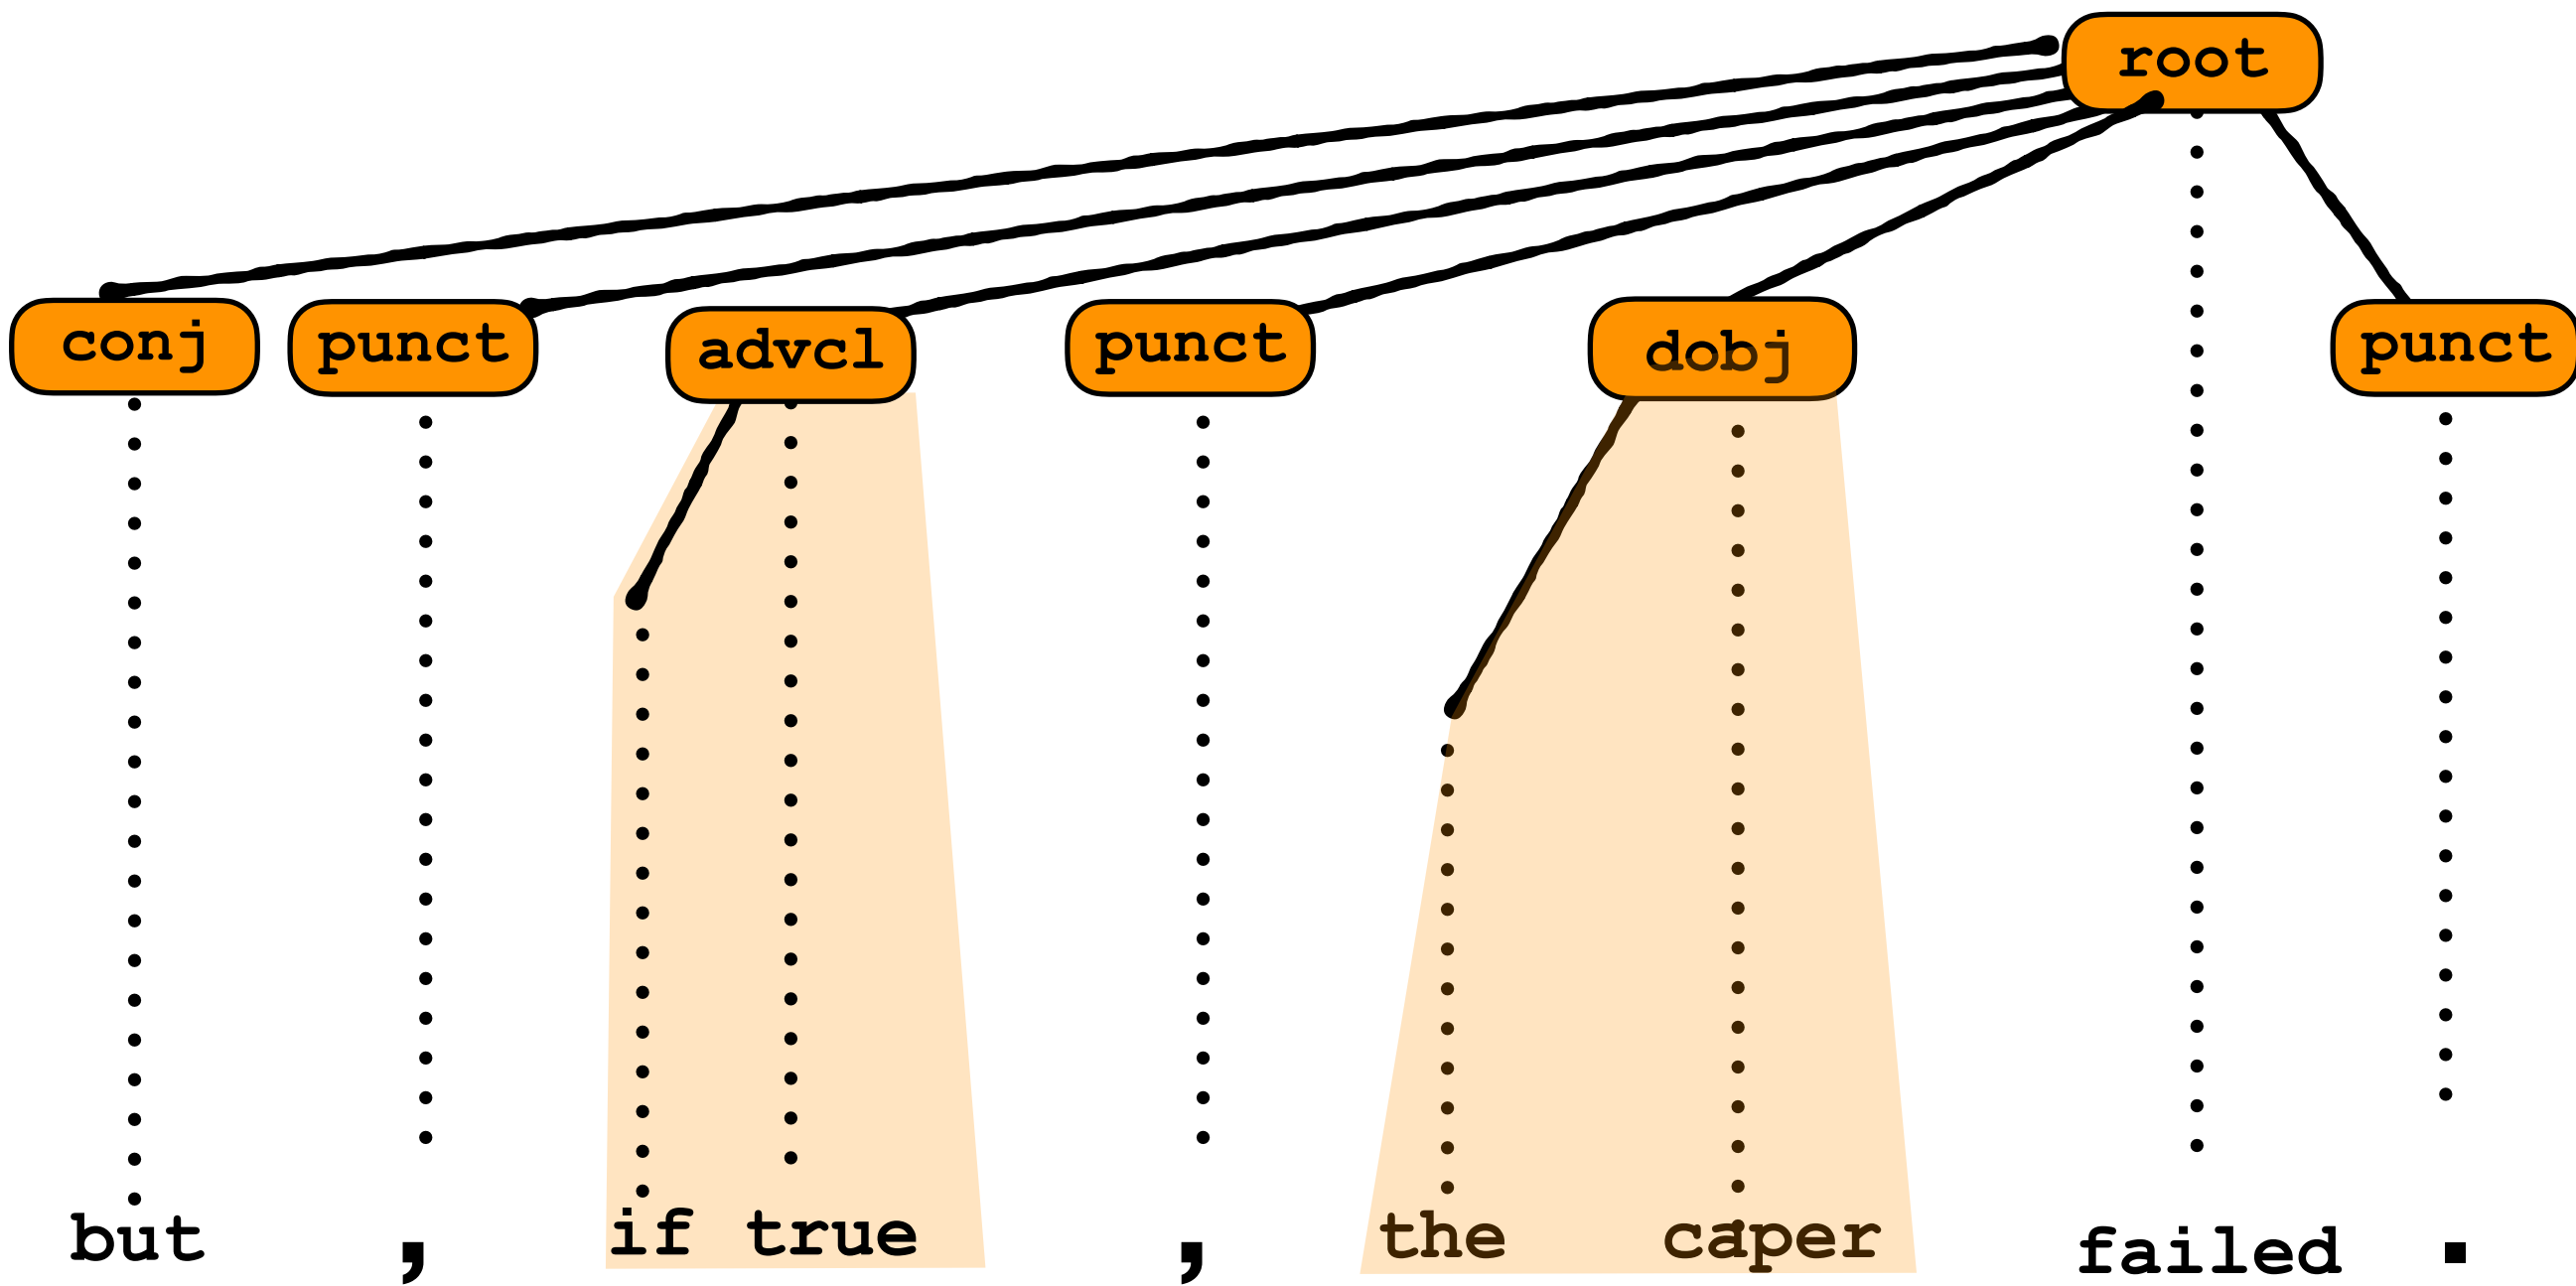 root
conj punct advcl punct dobj punct
but , if true , the caper failed .